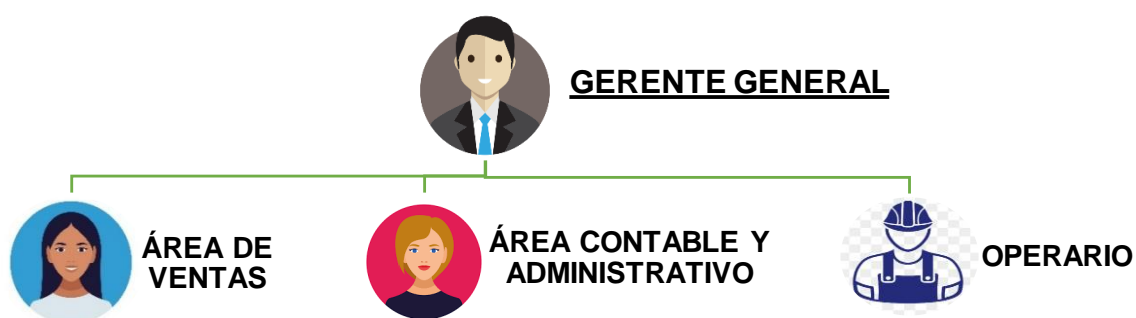 GERENTE GENERAL
ÁREA DE
VENTAS
ÁREA CONTABLE Y
ADMINISTRATIVO
OPERARIO